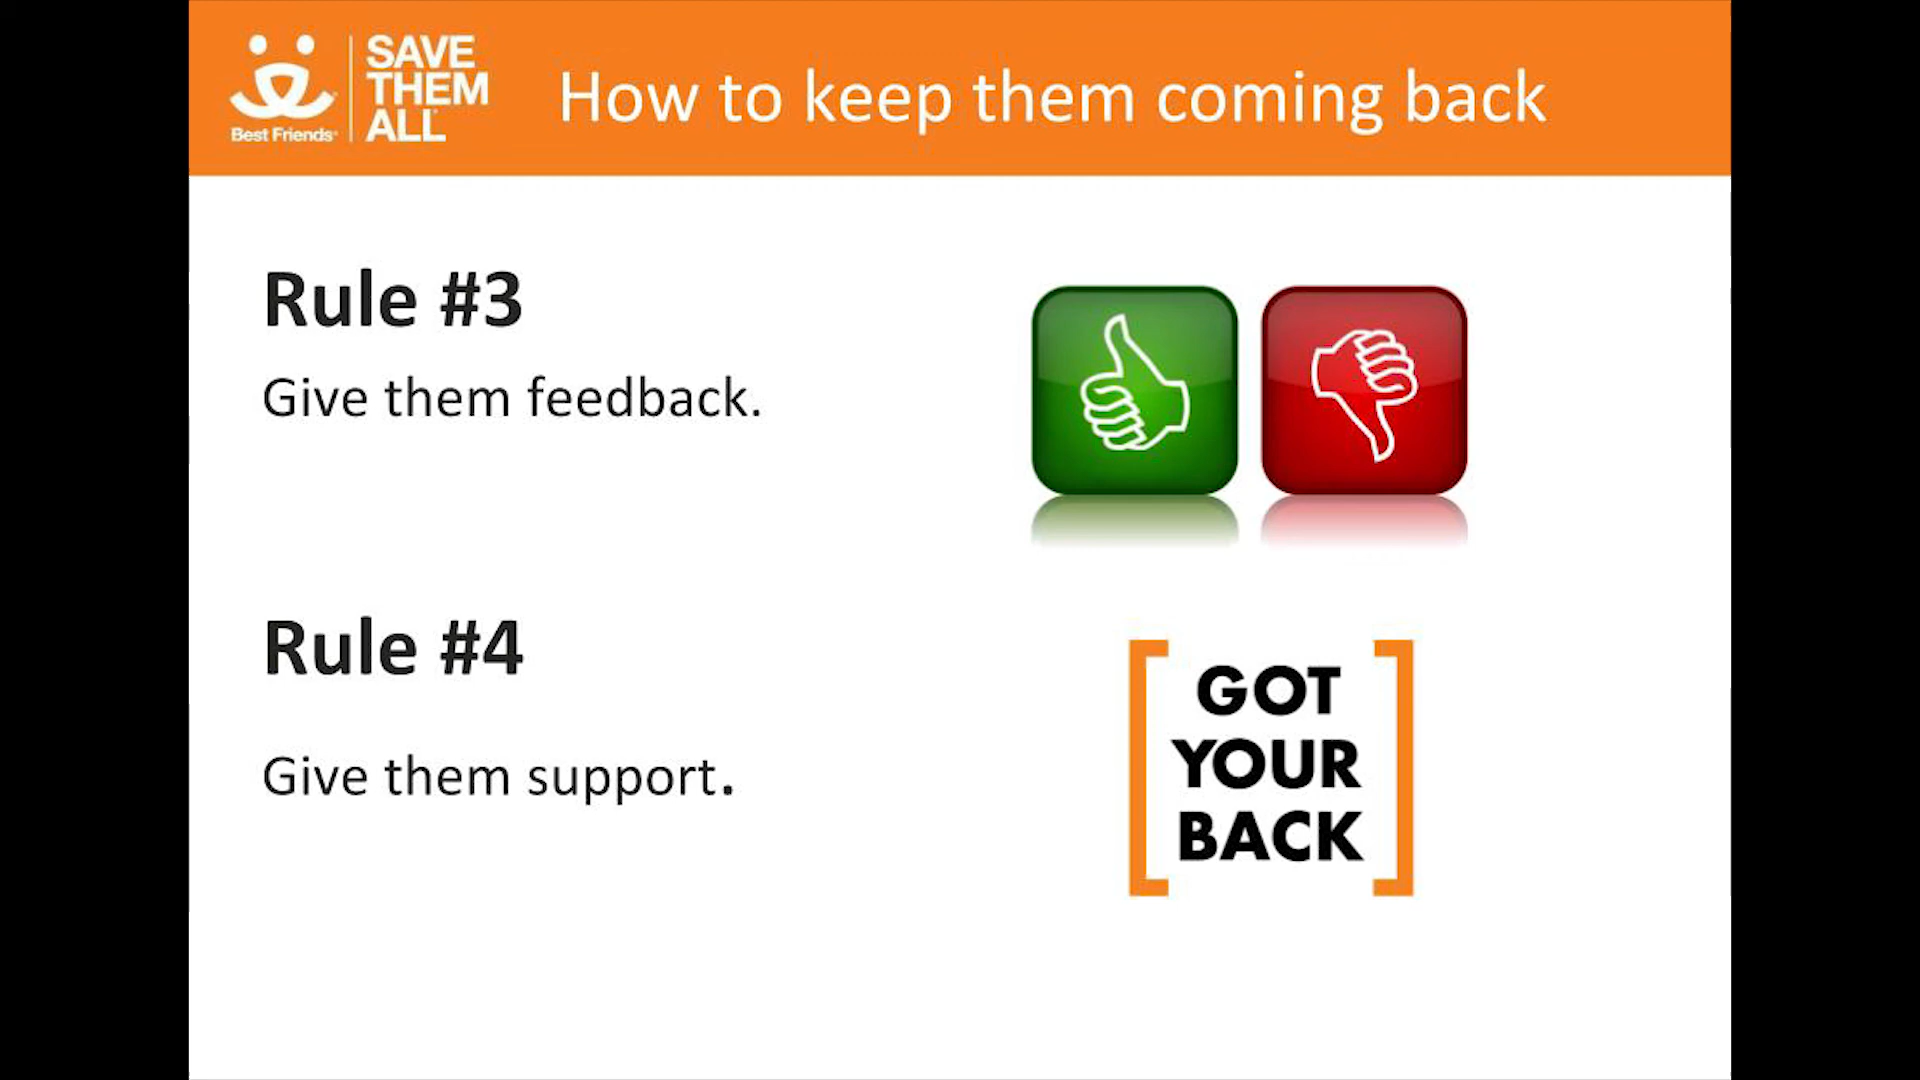 SAVE
THEM
ALL
Best Friends
How to keep them coming back
Rule #3
Give them feedback.
Rule #4
Give them support.
GOT
YOUR
BACK